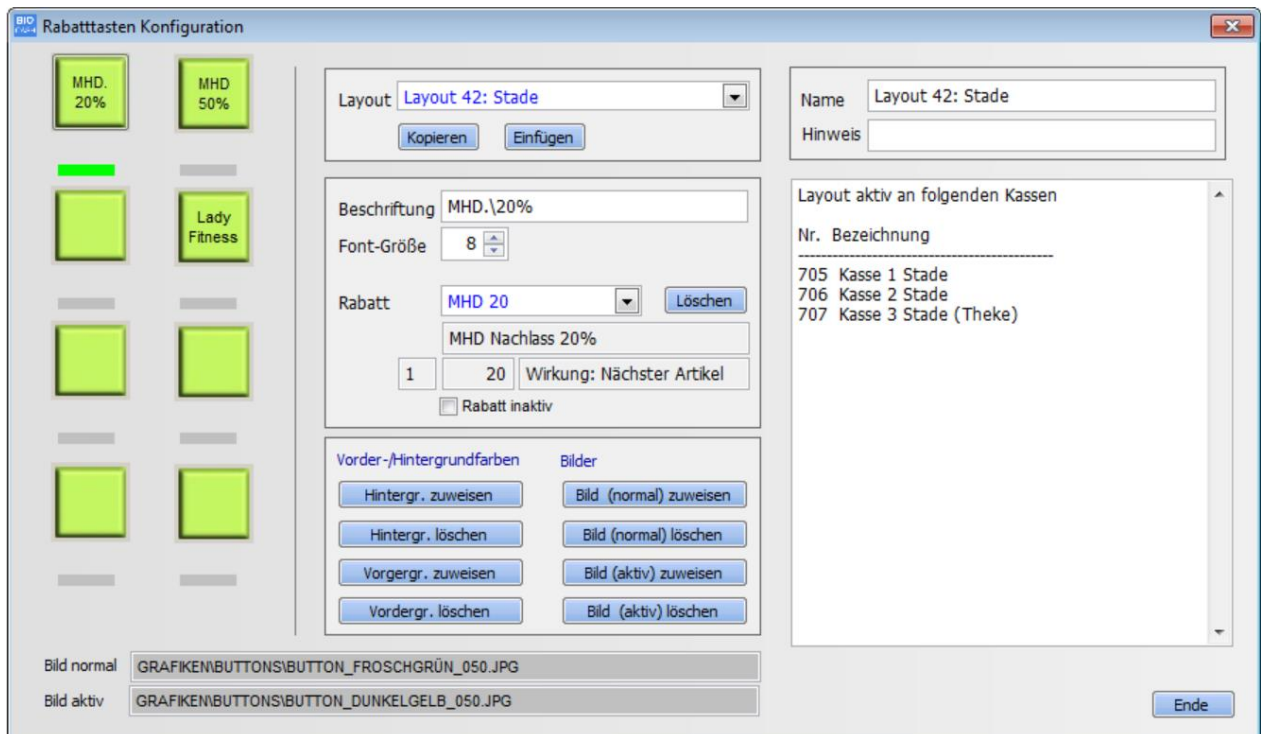 BIO
CASH
Rabatttasten Konfiguration
MHD.
20%
MHD
50%
Lady
Fitness
Layout Layout 42: Stade
Kopieren Einfügen
Beschriftung MHD.\20%
Font-Größe 8
Rabatt MHD 20 Löschen
MHD Nachlass 20%
1 20 Wirkung: Nächster Artikel
Rabatt inaktiv
Vorder-/Hintergrundfarben Bilder
Hintergr. zuweisen Bild (normal) zuweisen
Hintergr. löschen Bild (normal) löschen
Vorgergr. zuweisen Bild (aktiv) zuweisen
Vordergr. löschen Bild (aktiv) löschen
Name Layout 42: Stade
Hinweis
Layout aktiv an folgenden Kassen
Nr. Bezeichnung
--------------------------------------------
705 Kasse 1 Stade
706 Kasse 2 Stade
707 Kasse 3 Stade (Theke)
Bild normal GRAFIKEN\BUTTONS\BUTTON_FROSCHGRÜN_050.JPG
Bild aktiv GRAFIKEN\BUTTONS\BUTTON_DUNKELGELB_050.JPG
Ende